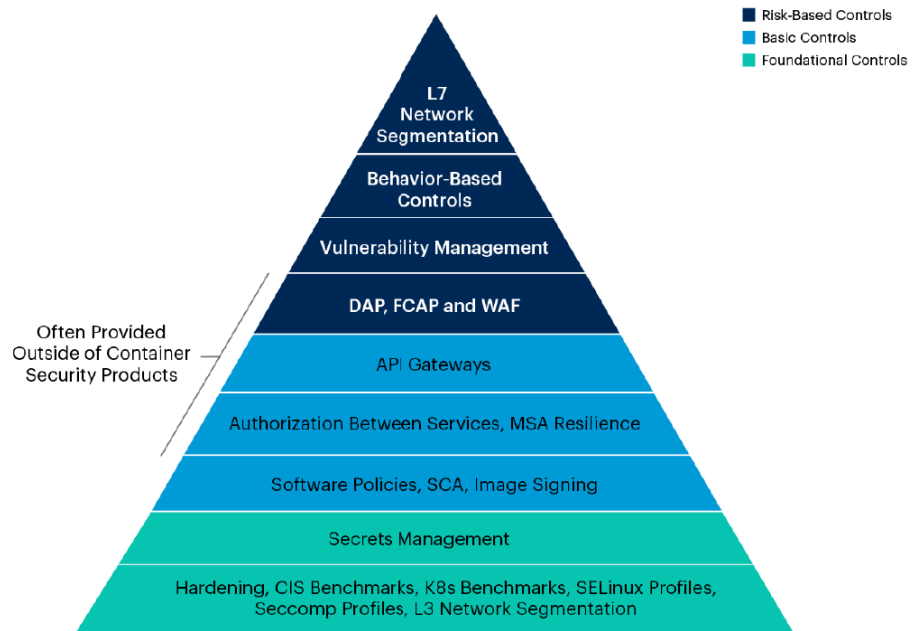 Risk-Based Controls
Basic Controls
Foundational Controls
L7
Network
Segmentation
Behavior-Based
Controls
Vulnerability Management
DAP, FCAP and WAF
Often Provided
Outside of Container
Security Products
API Gateways
Authorization Between Services, MSA Resilience
Software Policies, SCA, Image Signing
Secrets Management
Hardening, CIS Benchmarks, K8s Benchmarks, SELinux Profiles,
Seccomp Profiles, L3 Network Segmentation